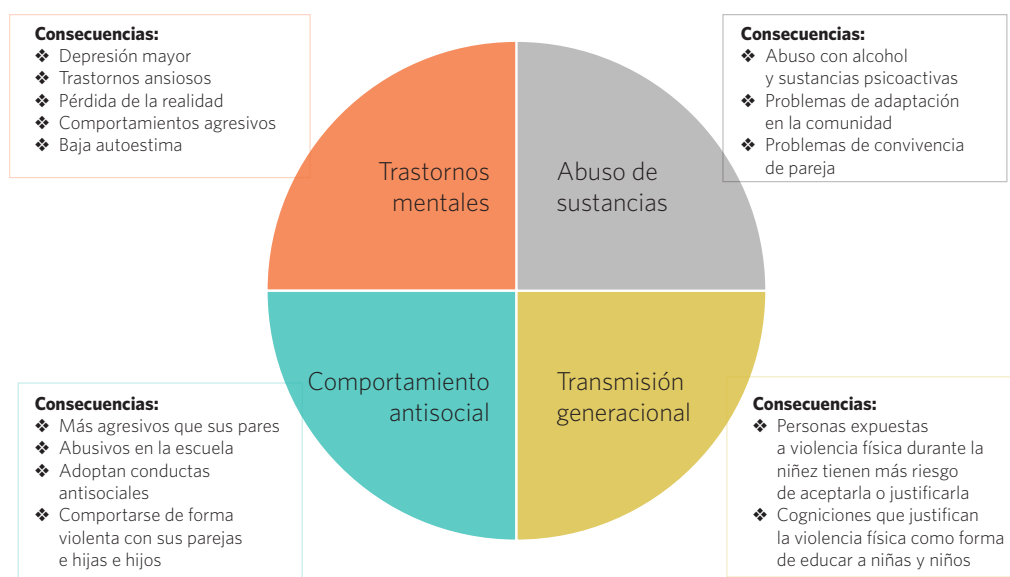 Consecuencias:
❖ Depresión mayor
❖ Trastornos ansiosos
❖ Pérdida de la realidad
❖ Comportamientos agresivos
❖ Baja autoestima
Trastornos
mentales
Consecuencias:
❖ Abuso con alcohol
y sustancias psicoactivas
❖ Problemas de adaptación
en la comunidad
❖ Problemas de convivencia
de pareja
Abuso de
sustancias
Consecuencias:
❖ Más agresivos que sus pares
❖ Abusivos en la escuela
❖ Adoptan conductas
antisociales
❖ Comportarse de forma
violenta con sus parejas
e hijas e hijos
Comportamiento
antisocial
Transmisión
generacional
Consecuencias:
❖ Personas expuestas
a violencia física durante la
niñez tienen más riesgo
de aceptarla o justificarla
❖ Cogniciones que justifican
la violencia física como forma
de educar a niñas y niños